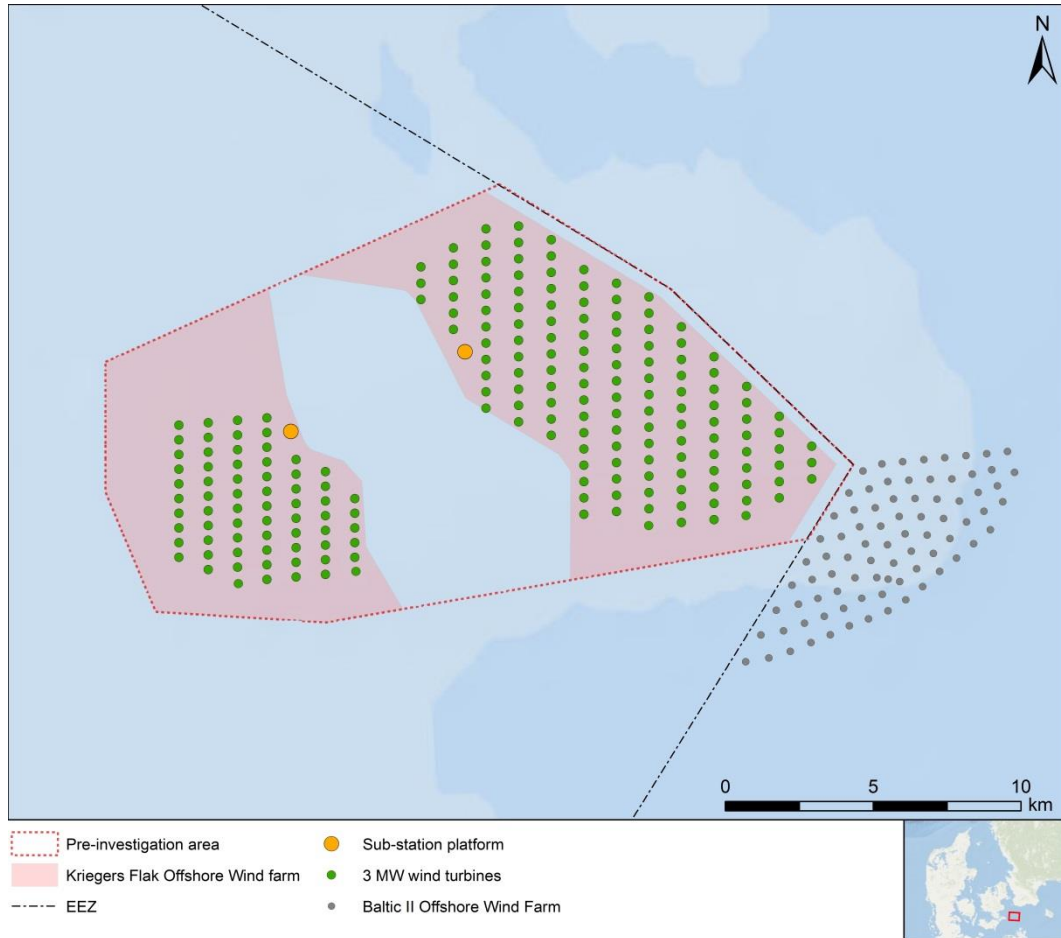 N
0 5 10
km
Pre-investigation area
Sub-station platform
Kriegers Flak Offshore Wind farm
3 MW wind turbines
EEZ
Baltic II Offshore Wind Farm